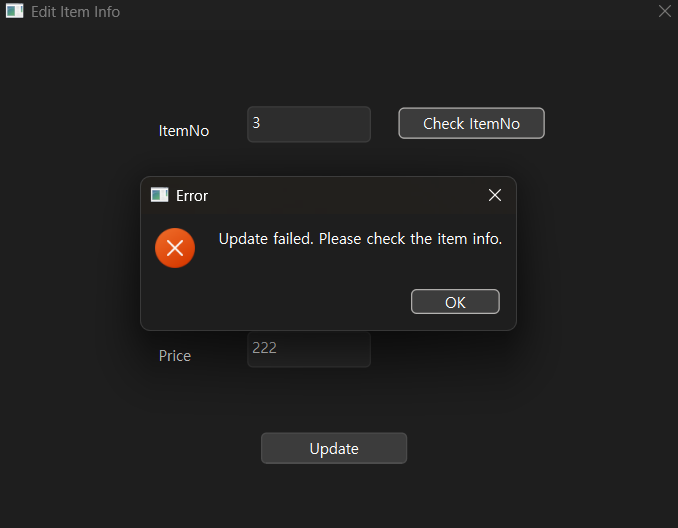 Edit Item Info
ItemNo
3
Check ItemNo
Error
Update failed. Please check the item info.
OK
Price
222
Update